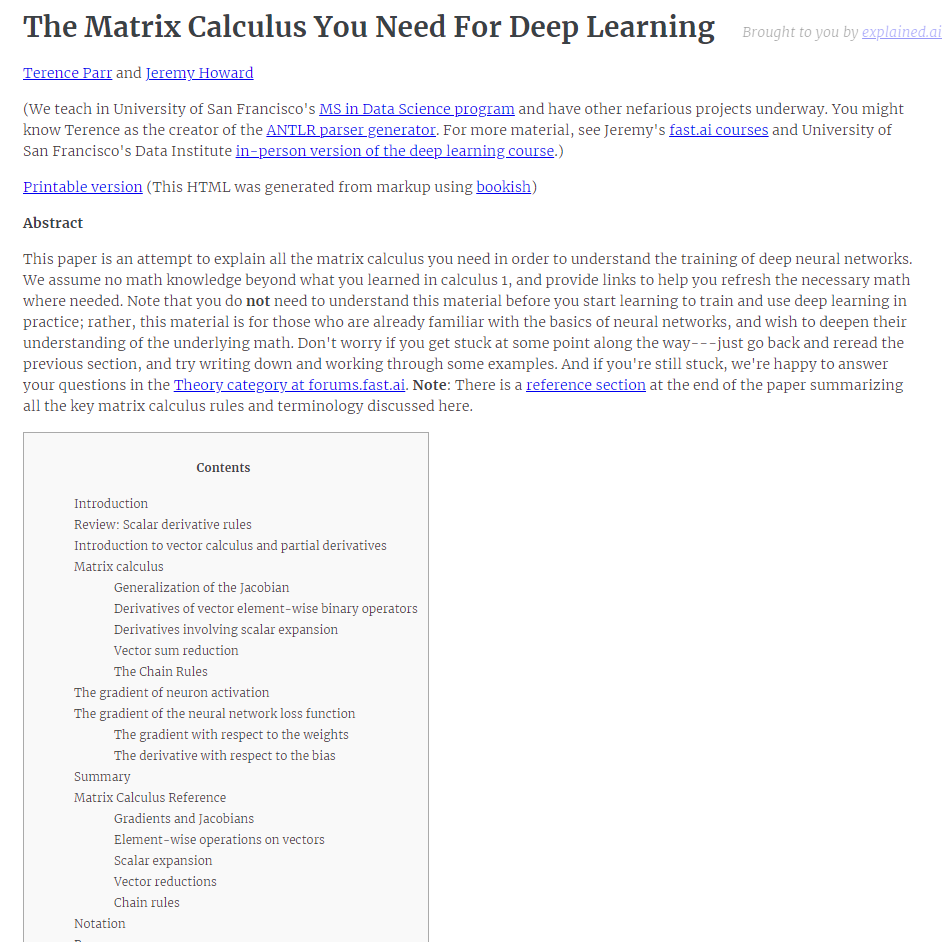 The Matrix Calculus You Need For Deep Learning
Brought to you by explained.ai
Terence Parr and Jeremy Howard
(We teach in University of San Francisco's MS in Data Science program and have other nefarious projects underway. You might
know Terence as the creator of the ANTLR parser generator. For more material, see Jeremy's fast.ai courses and University of
San Francisco's Data Institute in-person version of the deep learning course.)
Printable version (This HTML was generated from markup using bookish)
Abstract
This paper is an attempt to explain all the matrix calculus you need in order to understand the training of deep neural networks.
We assume no math knowledge beyond what you learned in calculus 1, and provide links to help you refresh the necessary math
where needed. Note that you do not need to understand this material before you start learning to train and use deep learning in
practice; rather, this material is for those who are already familiar with the basics of neural networks, and wish to deepen their
understanding of the underlying math. Don't worry if you get stuck at some point along the way---just go back and reread the
previous section, and try writing down and working through some examples. And if you're still stuck, we're happy to answer
your questions in the Theory category at forums.fast.ai. Note: There is a reference section at the end of the paper summarizing
all the key matrix calculus rules and terminology discussed here.
Contents
Introduction
Review: Scalar derivative rules
Introduction to vector calculus and partial derivatives
Matrix calculus
Generalization of the Jacobian
Derivatives of vector element-wise binary operators
Derivatives involving scalar expansion
Vector sum reduction
The Chain Rules
The gradient of neuron activation
The gradient of the neural network loss function
The gradient with respect to the weights
The derivative with respect to the bias
Summary
Matrix Calculus Reference
Gradients and Jacobians
Element-wise operations on vectors
Scalar expansion
Vector reductions
Chain rules
Notation